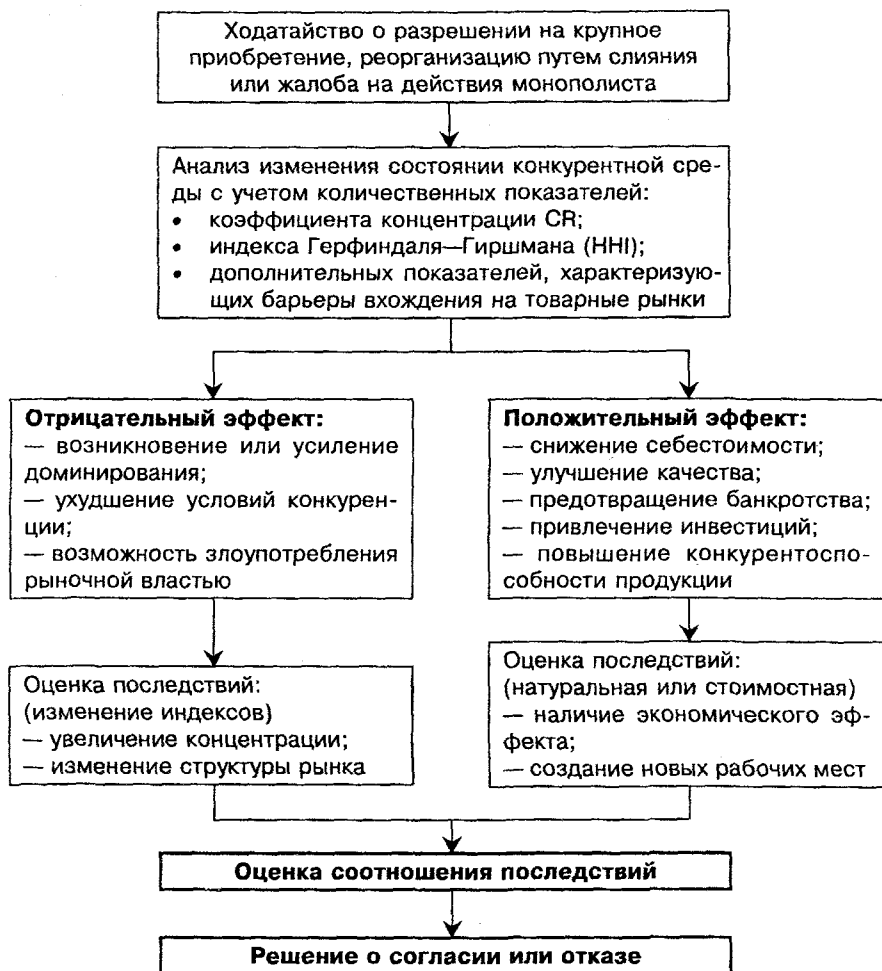 Ходатайство о разрешении на крупное
приобретение, реорганизацию путем слияния
или жалоба на действия монополиста
Анализ изменения состоянии конкурентной сре-
ды с учетом количественных показателей:
• коэффициента концентрации CR;
• индекса Герфиндаля—Гиршмана (HHI);
• дополнительных показателей, характеризую-
щих барьеры вхождения на товарные рынки
Отрицательный эффект:
— возникновение или усиление
доминирования;
— ухудшение условий конкурен-
ции;
— возможность злоупотребления
рыночной властью
Положительный эффект:
— снижение себестоимости;
— улучшение качества;
— предотвращение банкротства;
— привлечение инвестиций;
— повышение конкурентоспо-
собности продукции
Оценка последствий:
(изменение индексов)
— увеличение концентрации;
— изменение структуры рынка
Оценка последствий:
(натуральная или стоимостная)
— наличие экономического эф-
фекта;
— создание новых рабочих мест
Оценка соотношения последствий
Решение о согласии или отказе